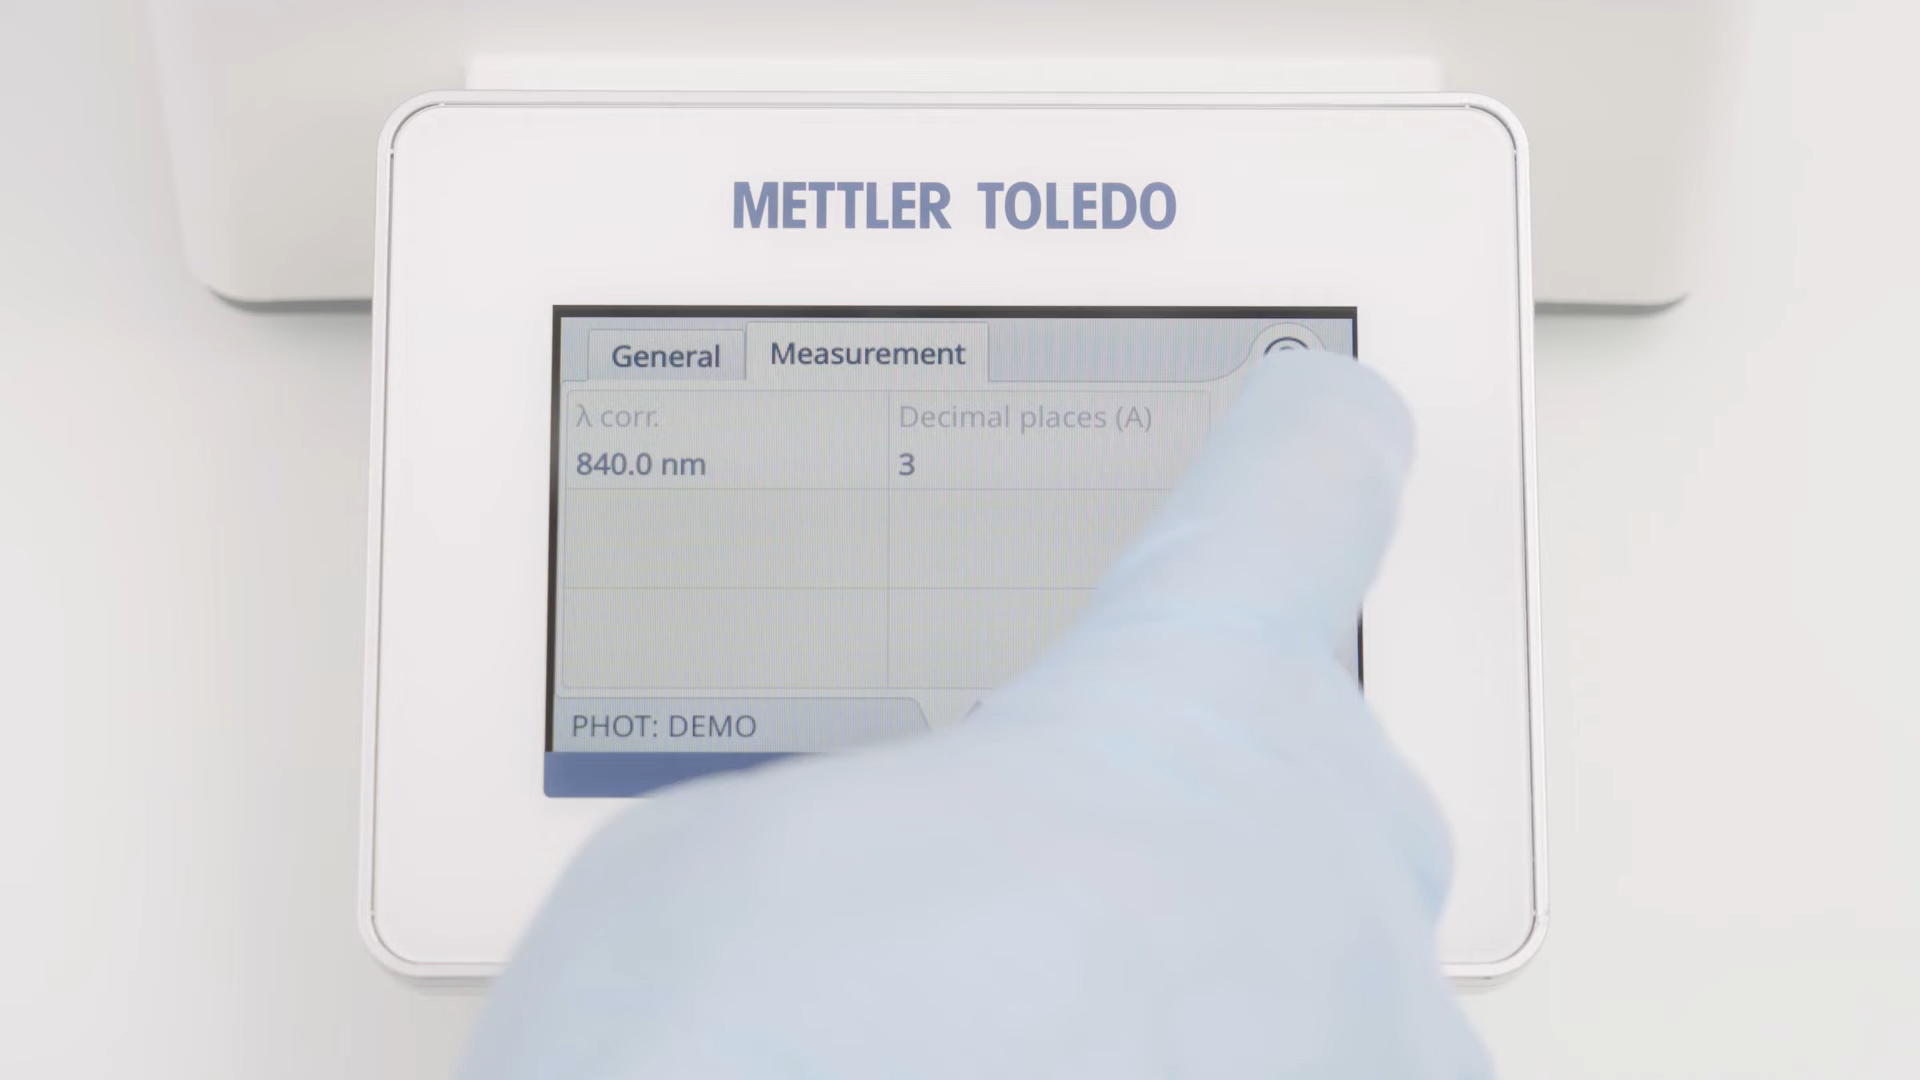 METTLER TOLEDO
General
Measurement
λ corr.
Decimal places (A)
840.0 nm
3
PHOT: DEMO